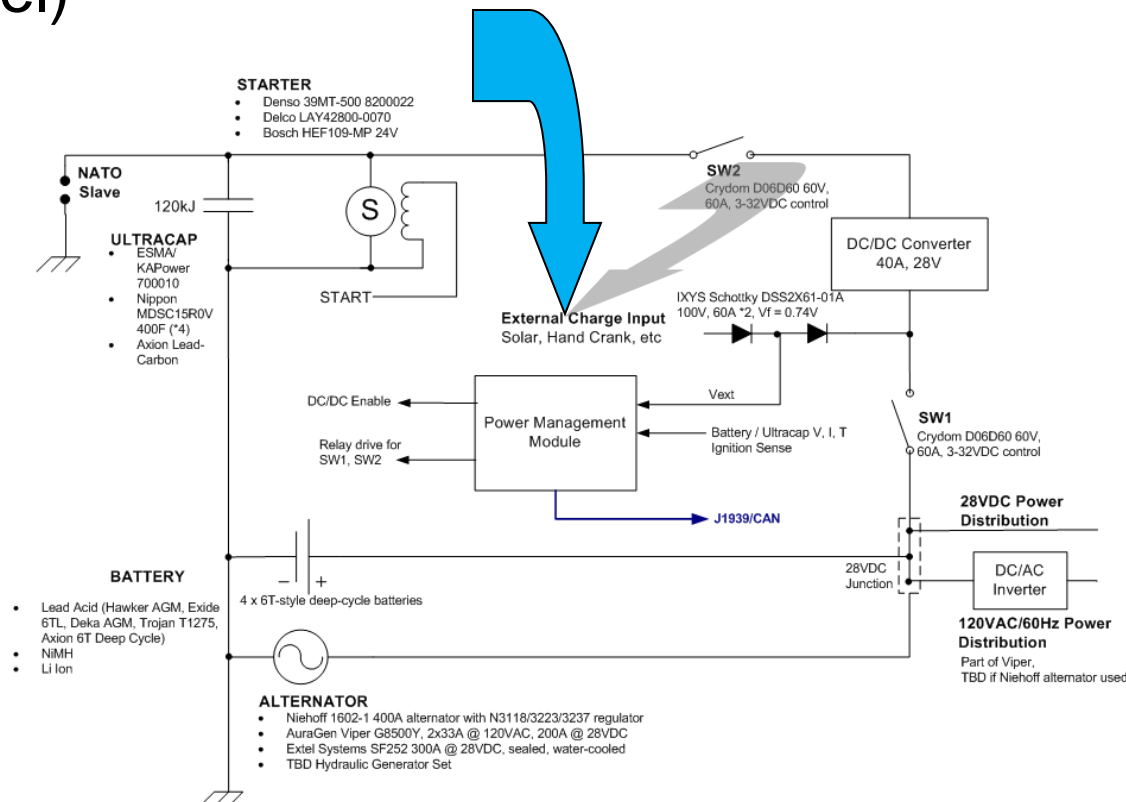 el)
STARTER
• Denso 39MT-500 8200022
• Delco LAY42800-0070
• Bosch HEF109-MP 24V
NATO
Slave
120kJ
S
SW2
Crydom D06D60 60V,
60A, 3-32VDC control
ULTRACAP
• ESMA/
KAPower
700010
• Nippon
MDSC15R0V
400F (*4)
• Axion Lead-
Carbon
START
DC/DC Converter
40A, 28V
External Charge Input
Solar, Hand Crank, etc
IXYS Schottky DSS2X61-01A
100V, 60A *2, Vf = 0.74V
DC/DC Enable
Relay drive for
SW1, SW2
Power Management
Module
Vext
Battery / Ultracap V, I, T
Ignition Sense
SW1
Crydom D06D60 60V,
60A, 3-32VDC control
J1939/CAN
28VDC Power
Distribution
BATTERY
• Lead Acid (Hawker AGM, Exide
6TL, Deka AGM, Trojan T1275,
Axion 6T Deep Cycle)
• NiMH
• Li Ion
− +
4 x 6T-style deep-cycle batteries
28VDC
Junction
DC/AC
Inverter
120VAC/60Hz Power
Distribution
Part of Viper,
TBD if Niehoff alternator used
ALTERNATOR
• Niehoff 1602-1 400A alternator with N3118/3223/3237 regulator
• AuraGen Viper G8500Y, 2x33A @ 120VAC, 200A @ 28VDC
• Extel Systems SF252 300A @ 28VDC, sealed, water-cooled
• TBD Hydraulic Generator Set